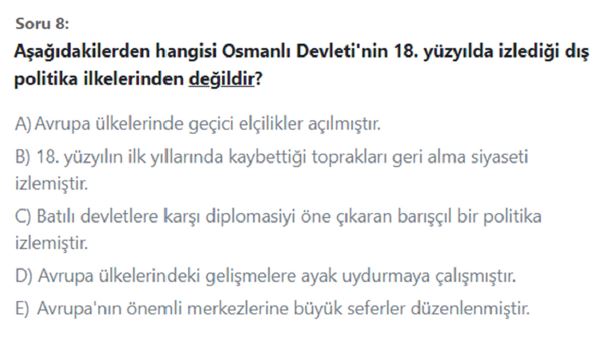 Soru 8:
Aşağıdakilerden hangisi Osmanlı Devleti'nin 18. yüzyılda izlediği dış
politika ilkelerinden değildir?
A) Avrupa ülkelerinde geçici elçilikler açılmıştır.
B) 18. yüzyılın ilk yıllarında kaybettiği toprakları geri alma siyaseti
izlemiştir.
C) Batılı devletlere karşı diplomasiyi öne çıkaran barışçıl bir politika
izlemiştir.
D) Avrupa ülkelerindeki gelişmelere ayak uydurmaya çalışmıştır.
E) Avrupa'nın önemli merkezlerine büyük seferler düzenlenmiştir.